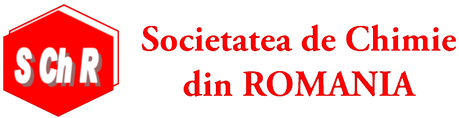 S Ch R
Societatea de Chimie
din ROMANIA